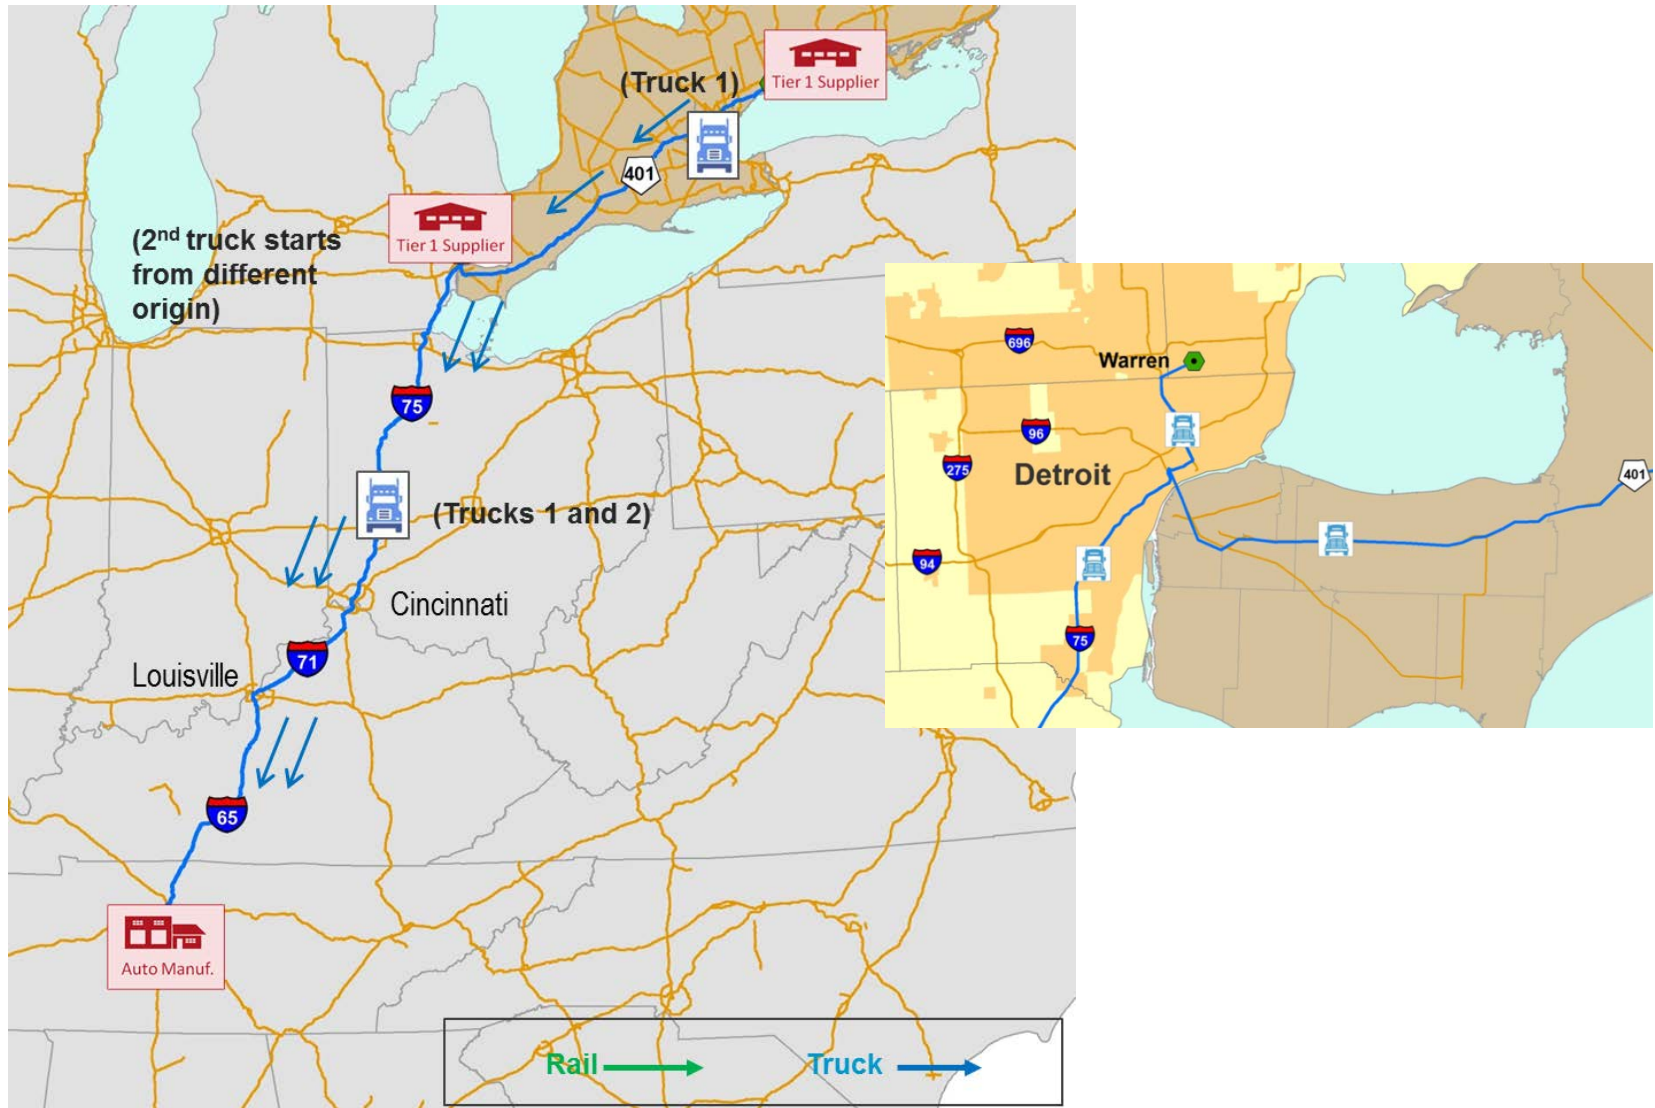 (Truck 1)
Tier 1 Supplier
401
Tier 1 Supplier
(2nd truck starts
from different
origin)
75
(Trucks 1 and 2)
Cincinnati
71
Louisville
65
Auto Manuf.
Rail
Truck
696
Warren
96
275
Detroit
401
94
75